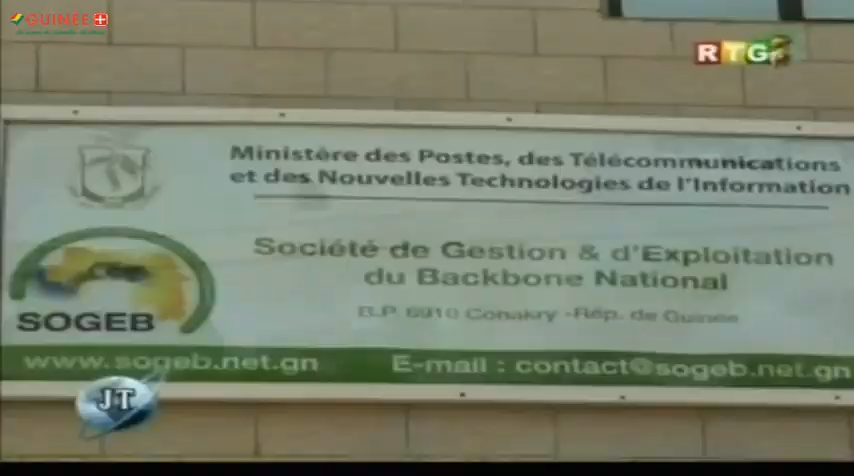 GUINEE
RTG
Ministère des Postes, des Télécommunications
et des Nouvelles Technologies de l'Information
Société de Gestion & d'Exploitation
du Backbone National
B.P. 6910 Conakry -Rép. de Guinée
SOGEB
www.sogeb.net.gn
E-mail : contact@sogeb.net.gn
JT